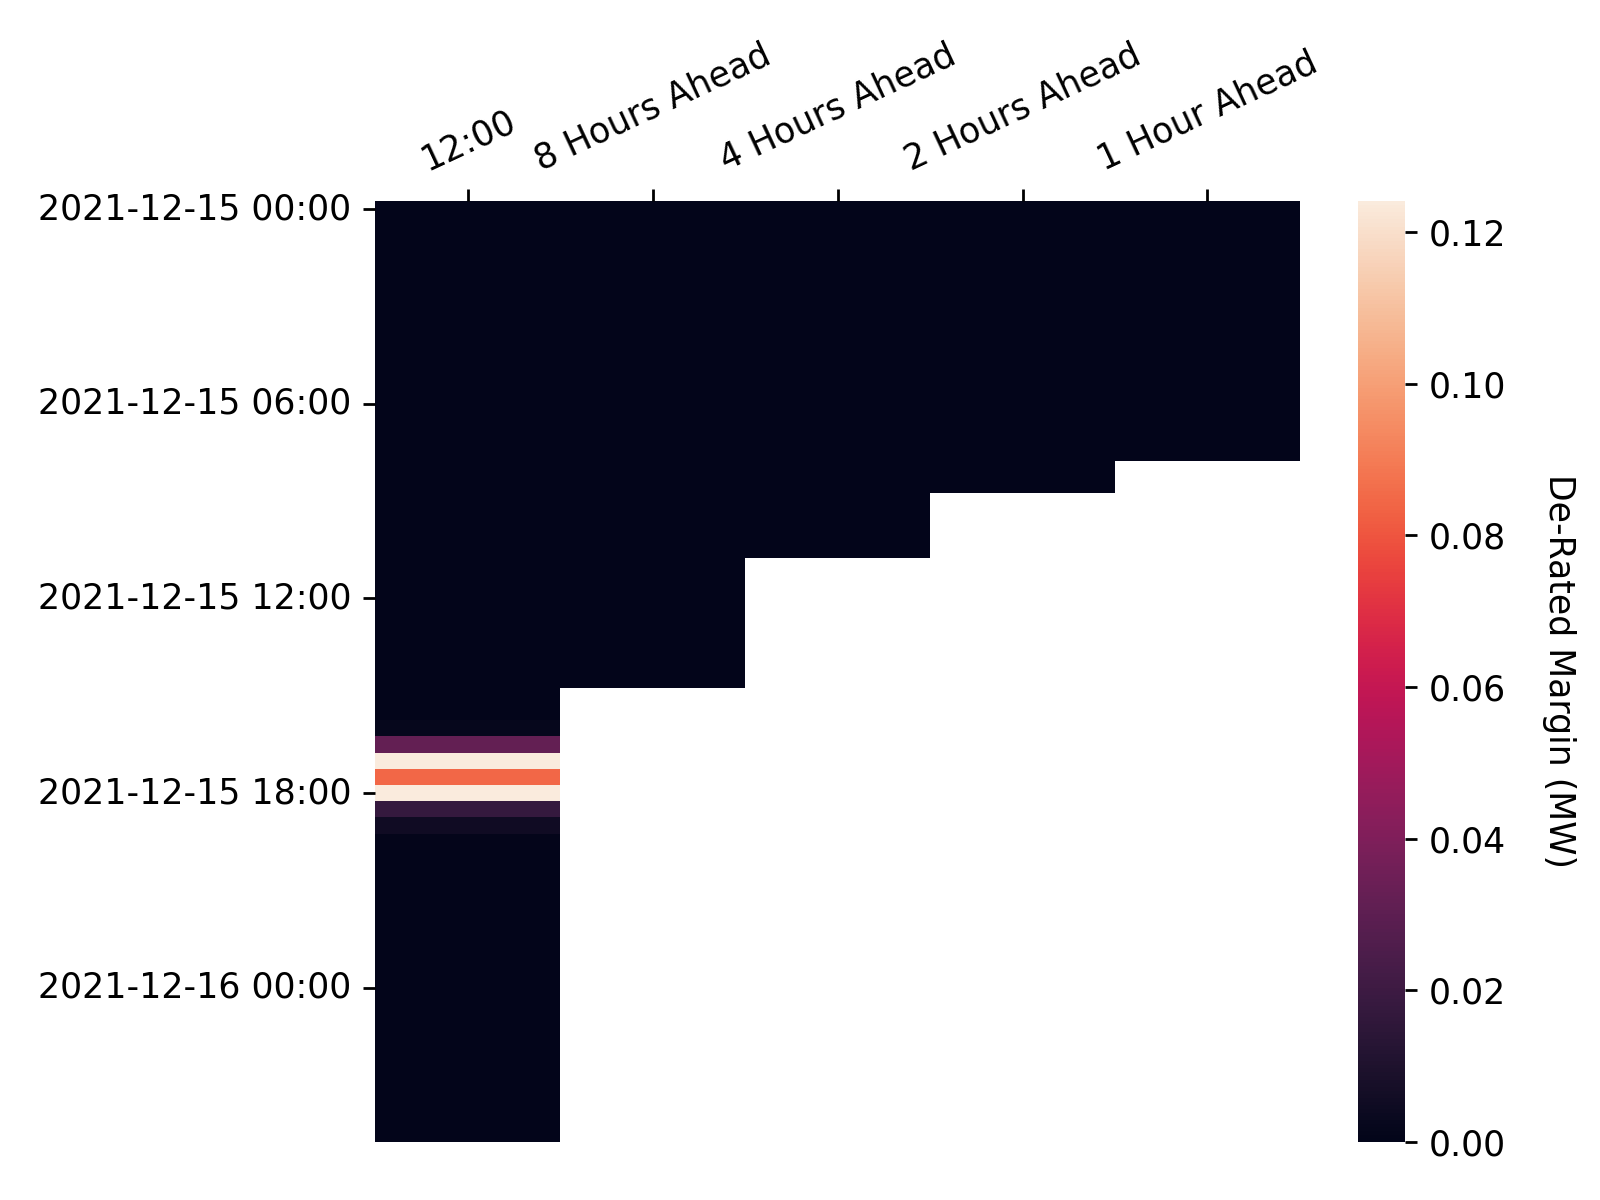 12:00
8 Hours Ahead
4 Hours Ahead
2 Hours Ahead
1 Hour Ahead
2021-12-15 00:00
2021-12-15 06:00
2021-12-15 12:00
2021-12-15 18:00
2021-12-16 00:00
0.12
0.10
0.08
0.06
0.04
0.02
0.00
De-Rated Margin (MW)